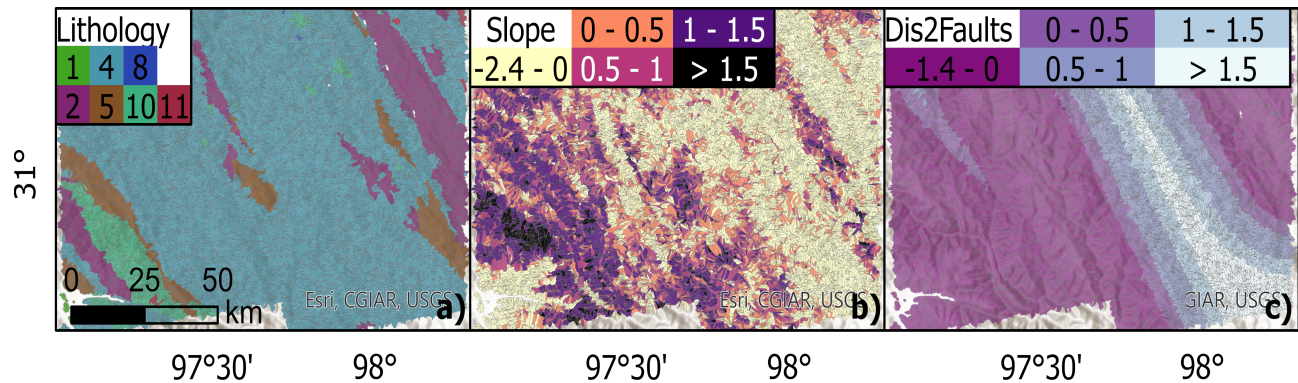 Lithology
1 4 8
2 5 10 11
0 25 50
km
Esri, CGIAR, USGS
a)
Slope 0 - 0.5 1 - 1.5
-2.4 - 0 0.5 - 1 > 1.5
Esri, CGIAR, USGS
b)
Dis2Faults 0 - 0.5 1 - 1.5
-1.4 - 0 0.5 - 1 > 1.5
GIAR, USGS
c)
31°
97°30' 98° 97°30' 98° 97°30' 98°